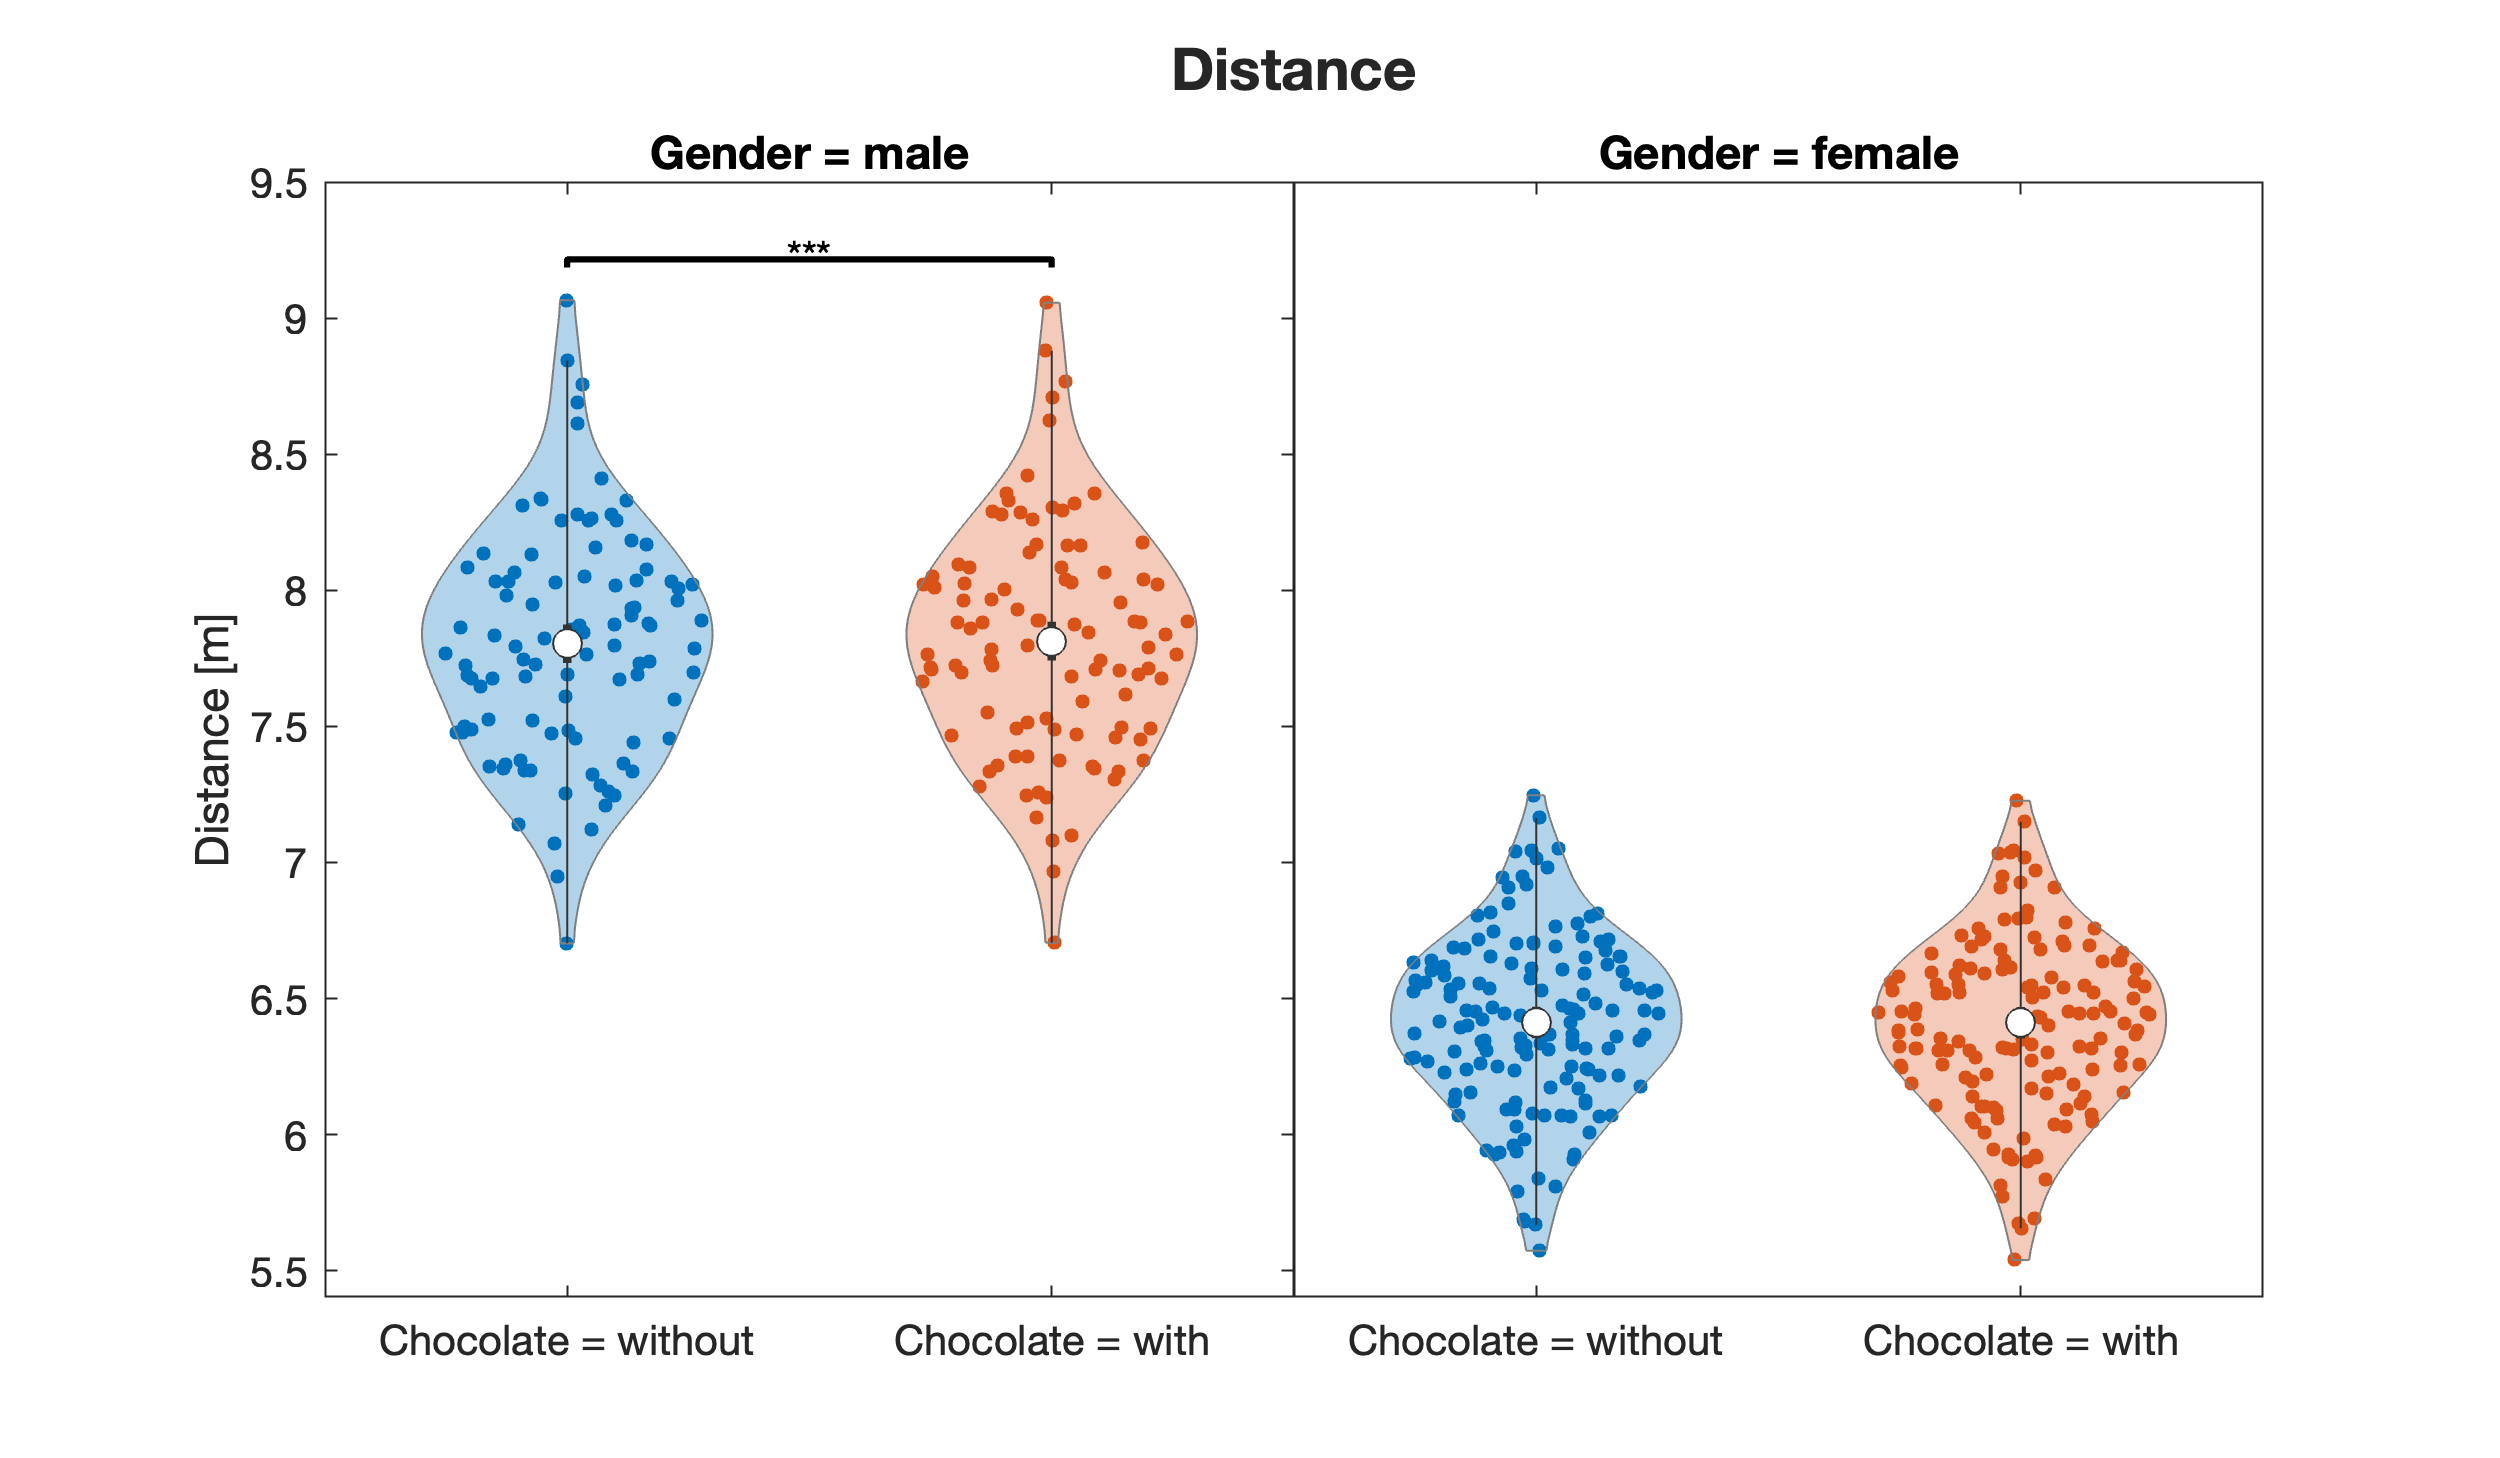 Distance
Gender = male
Gender = female
9.5
9
8.5
8
7.5
7
6.5
6
5.5
Distance [m]
***
Chocolate = without
Chocolate = with
Chocolate = without
Chocolate = with